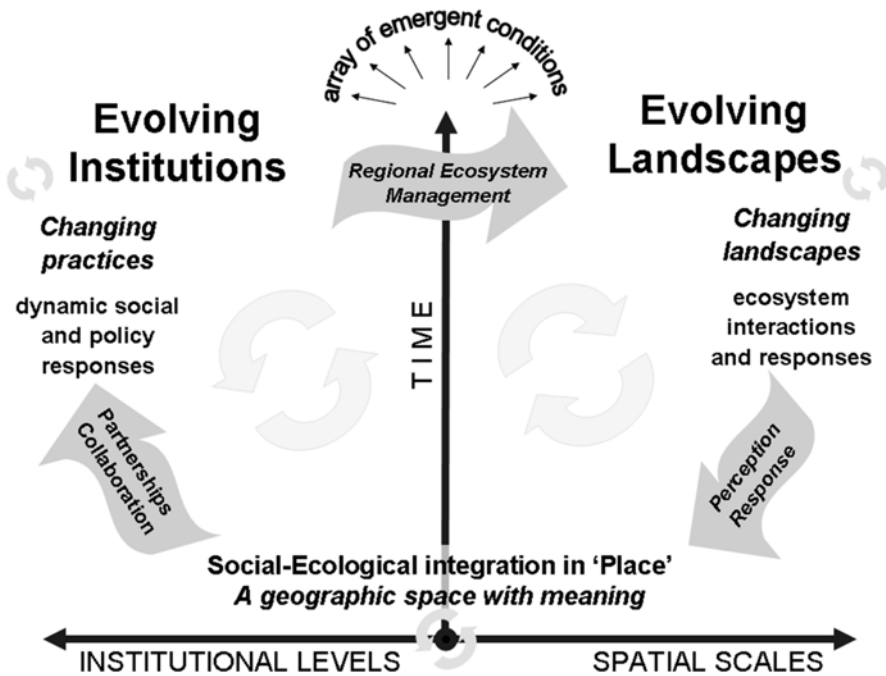 array of emergent conditions
Evolving
Institutions
Evolving
Landscapes
Regional Ecosystem
Management
Changing
practices
dynamic social
and policy
responses
Changing
landscapes
ecosystem
interactions
and responses
TIME
Partnerships
Collaboration
Perception
Response
Social-Ecological integration in ‘Place’
A geographic space with meaning
INSTITUTIONAL LEVELS
SPATIAL SCALES